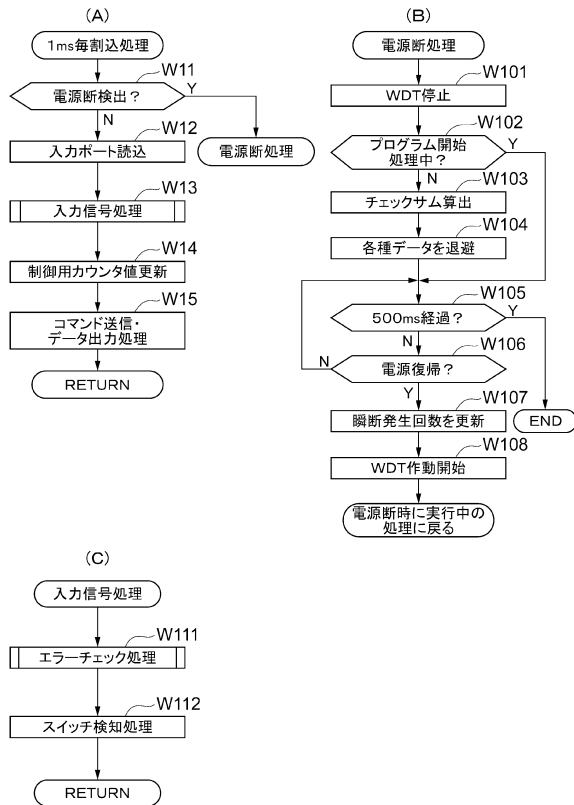 (A)
1ms毎割込処理
W11
電源断検出？
Y
N
電源断処理
W12
入力ポート読込
W13
入力信号処理
W14
制御用カウンタ値更新
W15
コマンド送信・
データ出力処理
RETURN
(B)
電源断処理
W101
WDT停止
W102
プログラム開始
処理中？
Y
N
W103
チェックサム算出
W104
各種データを退避
W105
500ms経過？
Y
N
W106
電源復帰？
N
Y
W107
瞬断発生回数を更新
END
W108
WDT作動開始
電源断時に実行中の
処理に戻る
(C)
入力信号処理
W111
エラーチェック処理
W112
スイッチ検知処理
RETURN